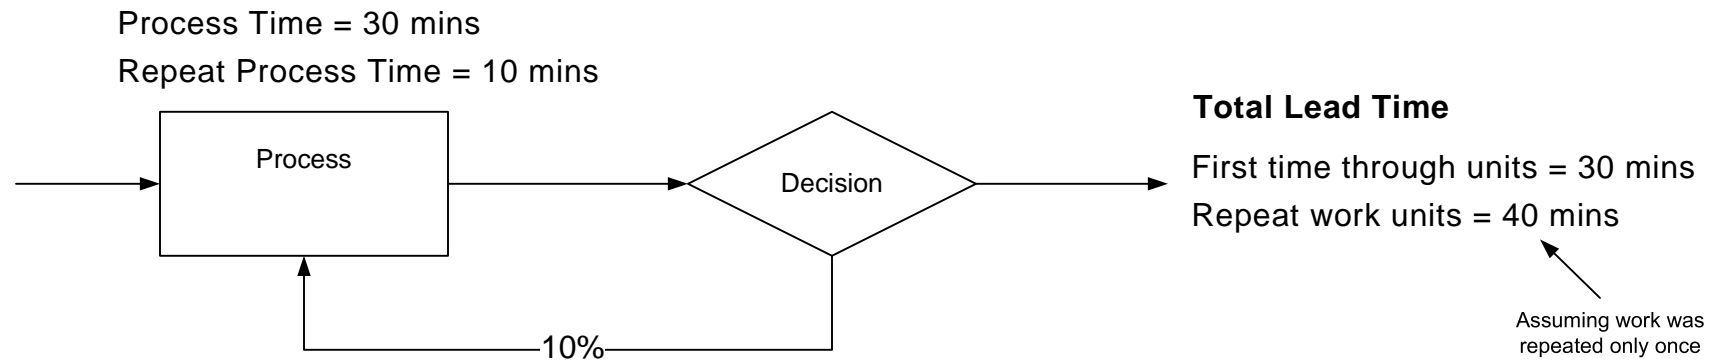 Process Time = 30 mins
Repeat Process Time = 10 mins
Process
Decision
10%
Total Lead Time
First time through units = 30 mins
Repeat work units = 40 mins
Assuming work was
repeated only once